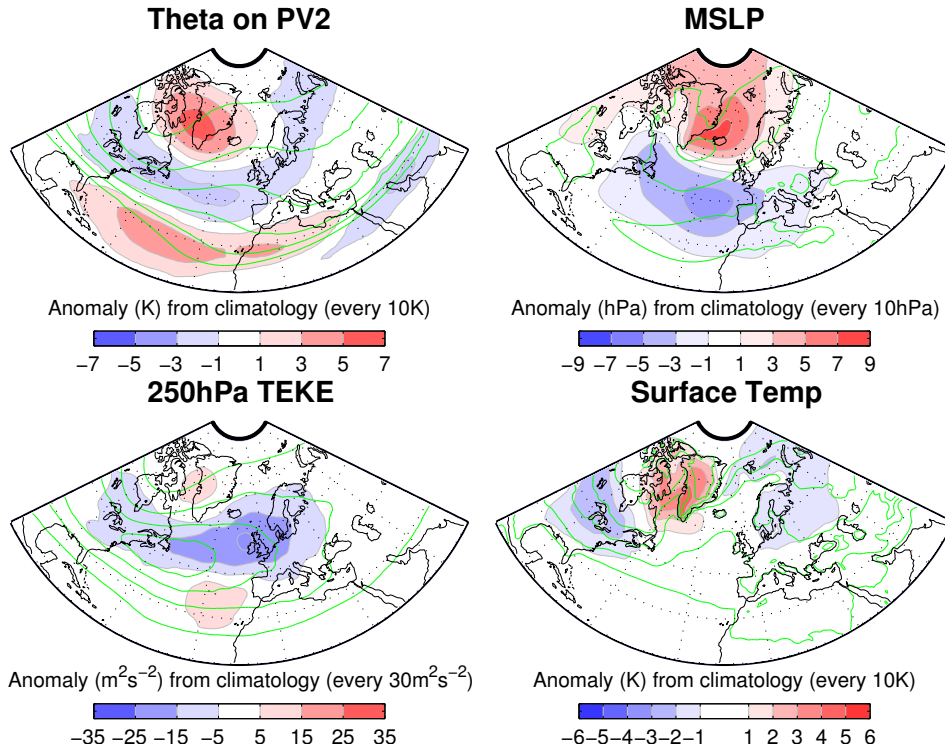 Theta on PV2
MSLP
Anomaly (K) from climatology (every 10K)
Anomaly (hPa) from climatology (every 10hPa)
−7 −5 −3 −1 1 3 5 7
−9 −7 −5 −3 −1 1 3 5 7 9
250hPa TEKE
Surface Temp
Anomaly (m²s⁻²) from climatology (every 30m²s⁻²)
Anomaly (K) from climatology (every 10K)
−35 −25 −15 −5 5 15 25 35
−6 −5 −4 −3 −2 −1 1 2 3 4 5 6